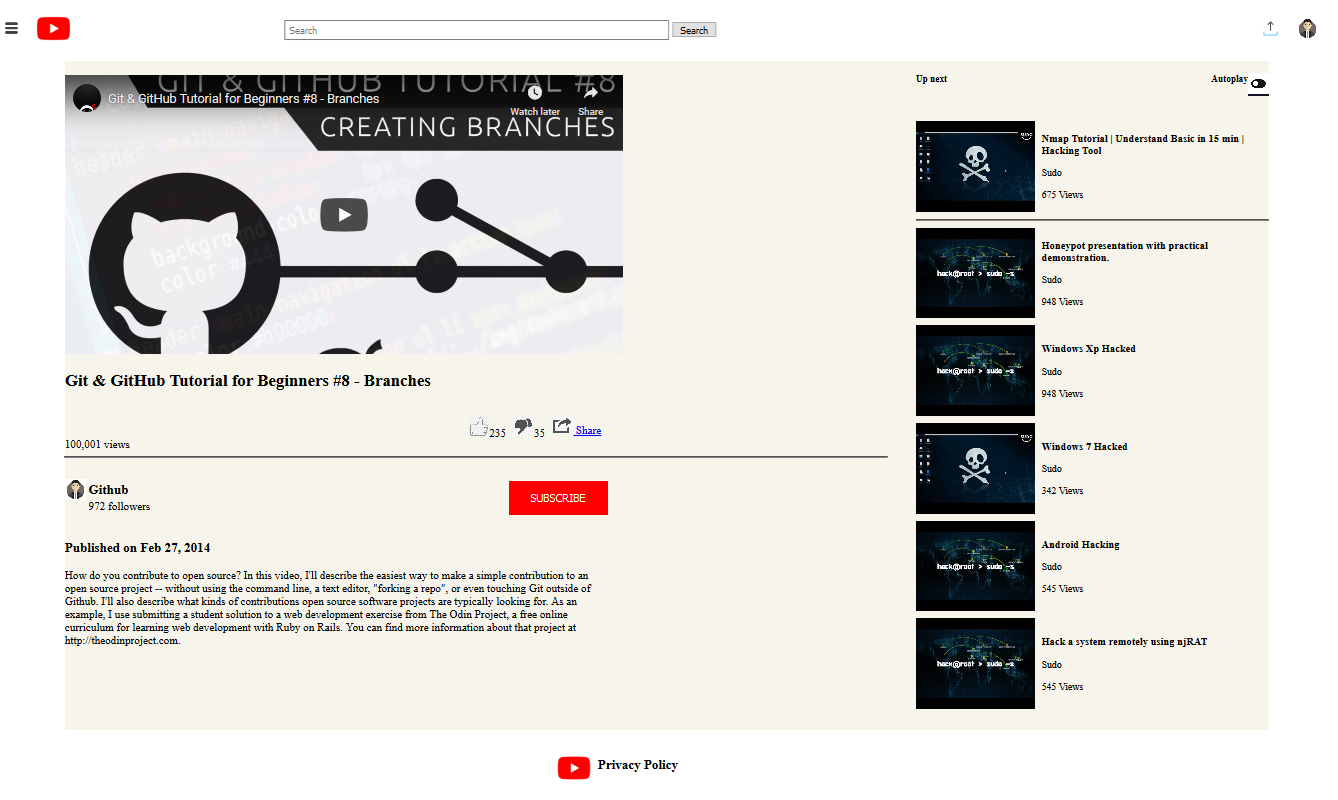 Search
Search
GIT & GITHUB TUTORIAL #8
Git & GitHub Tutorial for Beginners #8 - Branches
Watch later
Share
CREATING BRANCHES
Git & GitHub Tutorial for Beginners #8 - Branches
235
35
Share
100,001 views
Github
972 followers
SUBSCRIBE
Published on Feb 27, 2014
How do you contribute to open source? In this video, I'll describe the easiest way to make a simple contribution to an
open source project -- without using the command line, a text editor, "forking a repo", or even touching Git outside of
Github. I'll also describe what kinds of contributions open source software projects are typically looking for. As an
example, I use submitting a student solution to a web development exercise from The Odin Project, a free online
curriculum for learning web development with Ruby on Rails. You can find more information about that project at
http://theodinproject.com.
Up next
Autoplay
Nmap Tutorial | Understand Basic in 15 min |
Hacking Tool
Sudo
675 Views
hack@root > sudo -s
Honeypot presentation with practical
demonstration.
Sudo
948 Views
hack@root > sudo -s
Windows Xp Hacked
Sudo
948 Views
Windows 7 Hacked
Sudo
342 Views
hack@root > sudo -s
Android Hacking
Sudo
545 Views
hack@root > sudo -s
Hack a system remotely using njRAT
Sudo
545 Views
Privacy Policy